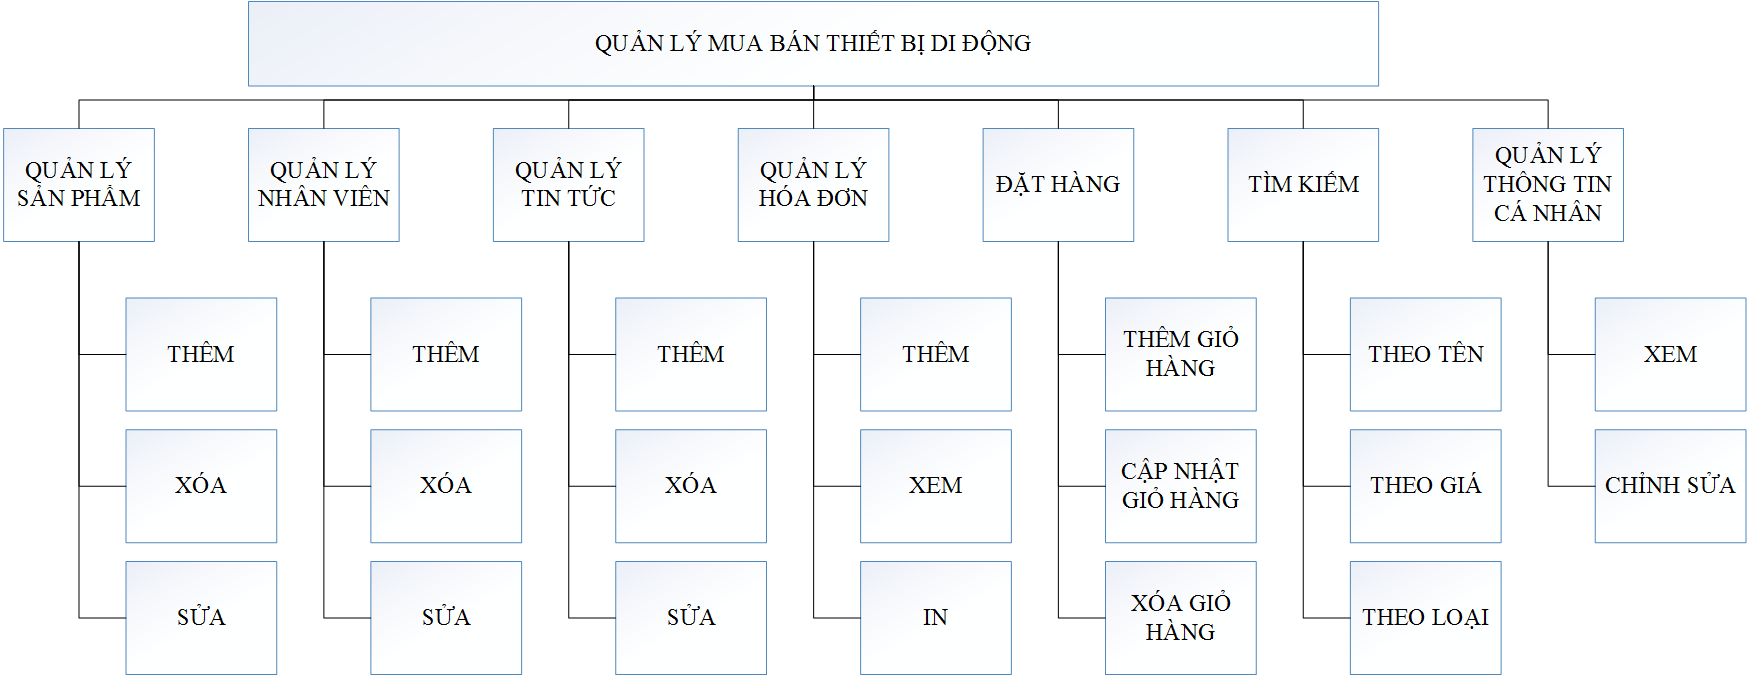 QUẢN LÝ MUA BÁN THIẾT BỊ DI ĐỘNG
QUẢN LÝ
SẢN PHẨM
QUẢN LÝ
NHÂN VIÊN
QUẢN LÝ
TIN TỨC
QUẢN LÝ
HÓA ĐƠN
ĐẶT HÀNG
TÌM KIẾM
QUẢN LÝ
THÔNG TIN
CÁ NHÂN
THÊM
THÊM
THÊM
THÊM
THÊM GIỎ
HÀNG
THEO TÊN
XEM
XÓA
XÓA
XÓA
XEM
CẬP NHẬT
GIỎ HÀNG
THEO GIÁ
CHỈNH SỬA
SỬA
SỬA
SỬA
IN
XÓA GIỎ
HÀNG
THEO LOẠI